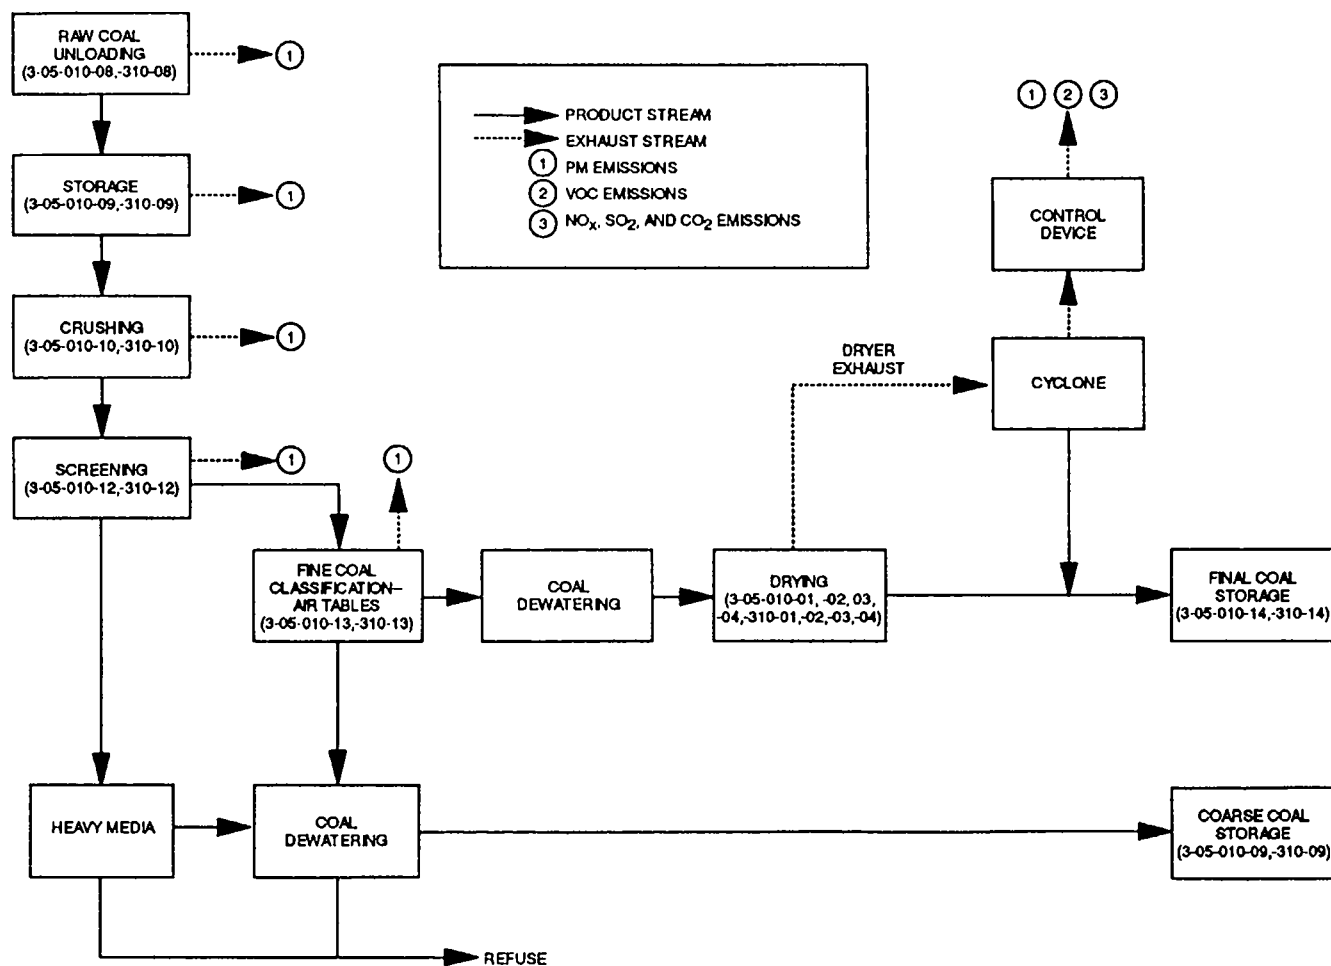 RAW COAL
UNLOADING
(3-05-010-08,-310-08)
1
STORAGE
(3-05-010-09,-310-09)
1
CRUSHING
(3-05-010-10,-310-10)
1
SCREENING
(3-05-010-12,-310-12)
1
1
PRODUCT STREAM
EXHAUST STREAM
1 PM EMISSIONS
2 VOC EMISSIONS
3 NOx, SO2, AND CO2 EMISSIONS
1 2 3
CONTROL
DEVICE
DRYER
EXHAUST
CYCLONE
FINE COAL
CLASSIFICATION–
AIR TABLES
(3-05-010-13,-310-13)
COAL
DEWATERING
DRYING
(3-05-010-01, -02, 03,
-04,-310-01,-02,-03,-04)
FINAL COAL
STORAGE
(3-05-010-14,-310-14)
HEAVY MEDIA
COAL
DEWATERING
COARSE COAL
STORAGE
(3-05-010-09,-310-09)
REFUSE